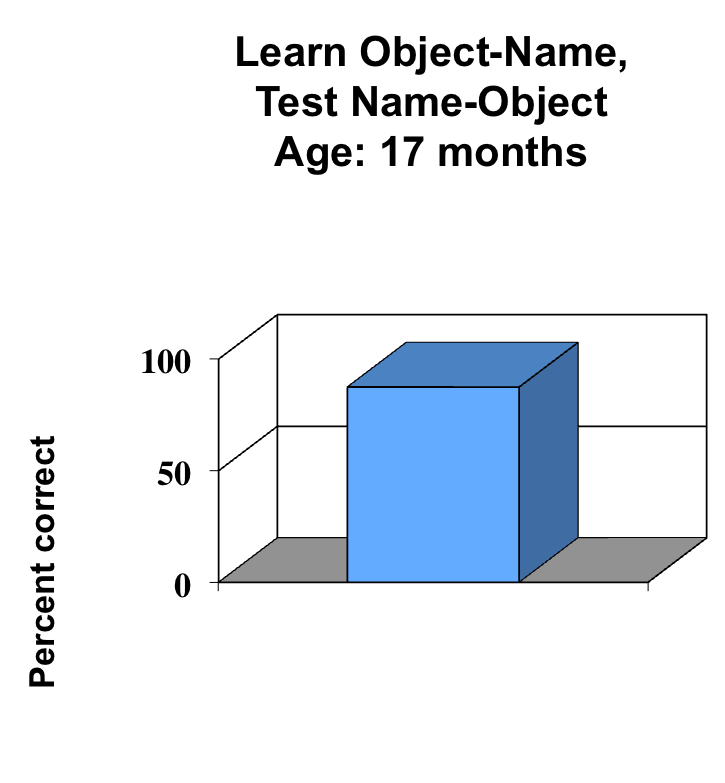 Learn Object-Name,
Test Name-Object
Age: 17 months
100
50
0
Percent correct